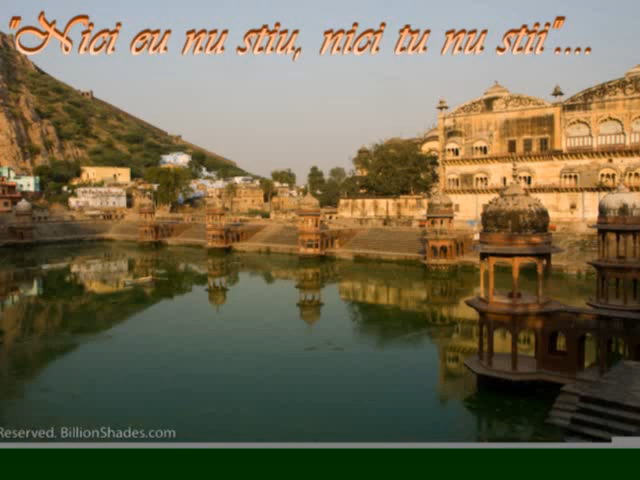 "Nici eu nu stiu, nici tu nu stii"....
Reserved. BillionShades.com